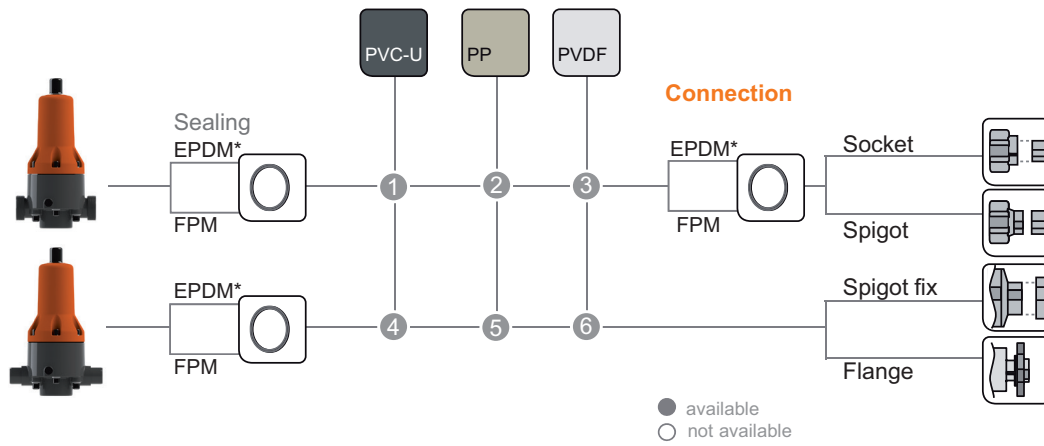 PVC-U PP PVDF
Connection
Sealing
EPDM*
FPM
1 2 3
EPDM*
FPM
Socket
Spigot
EPDM*
FPM
4 5 6
Spigot fix
Flange
available
not available